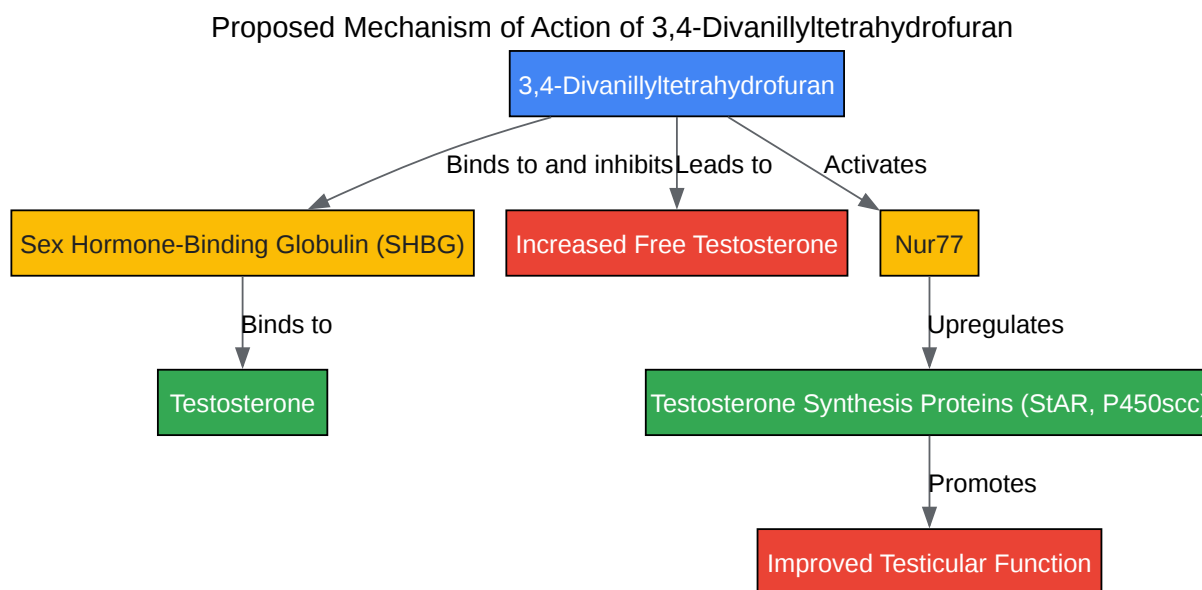 Proposed Mechanism of Action of 3,4-Divanillyltetrahydrofuran
3,4-Divanillyltetrahydrofuran
Binds to and inhibits
Leads to
Activates
Sex Hormone-Binding Globulin (SHBG)
Increased Free Testosterone
Nur77
Binds to
Upregulates
Testosterone
Testosterone Synthesis Proteins (StAR, P450scc)
Promotes
Improved Testicular Function